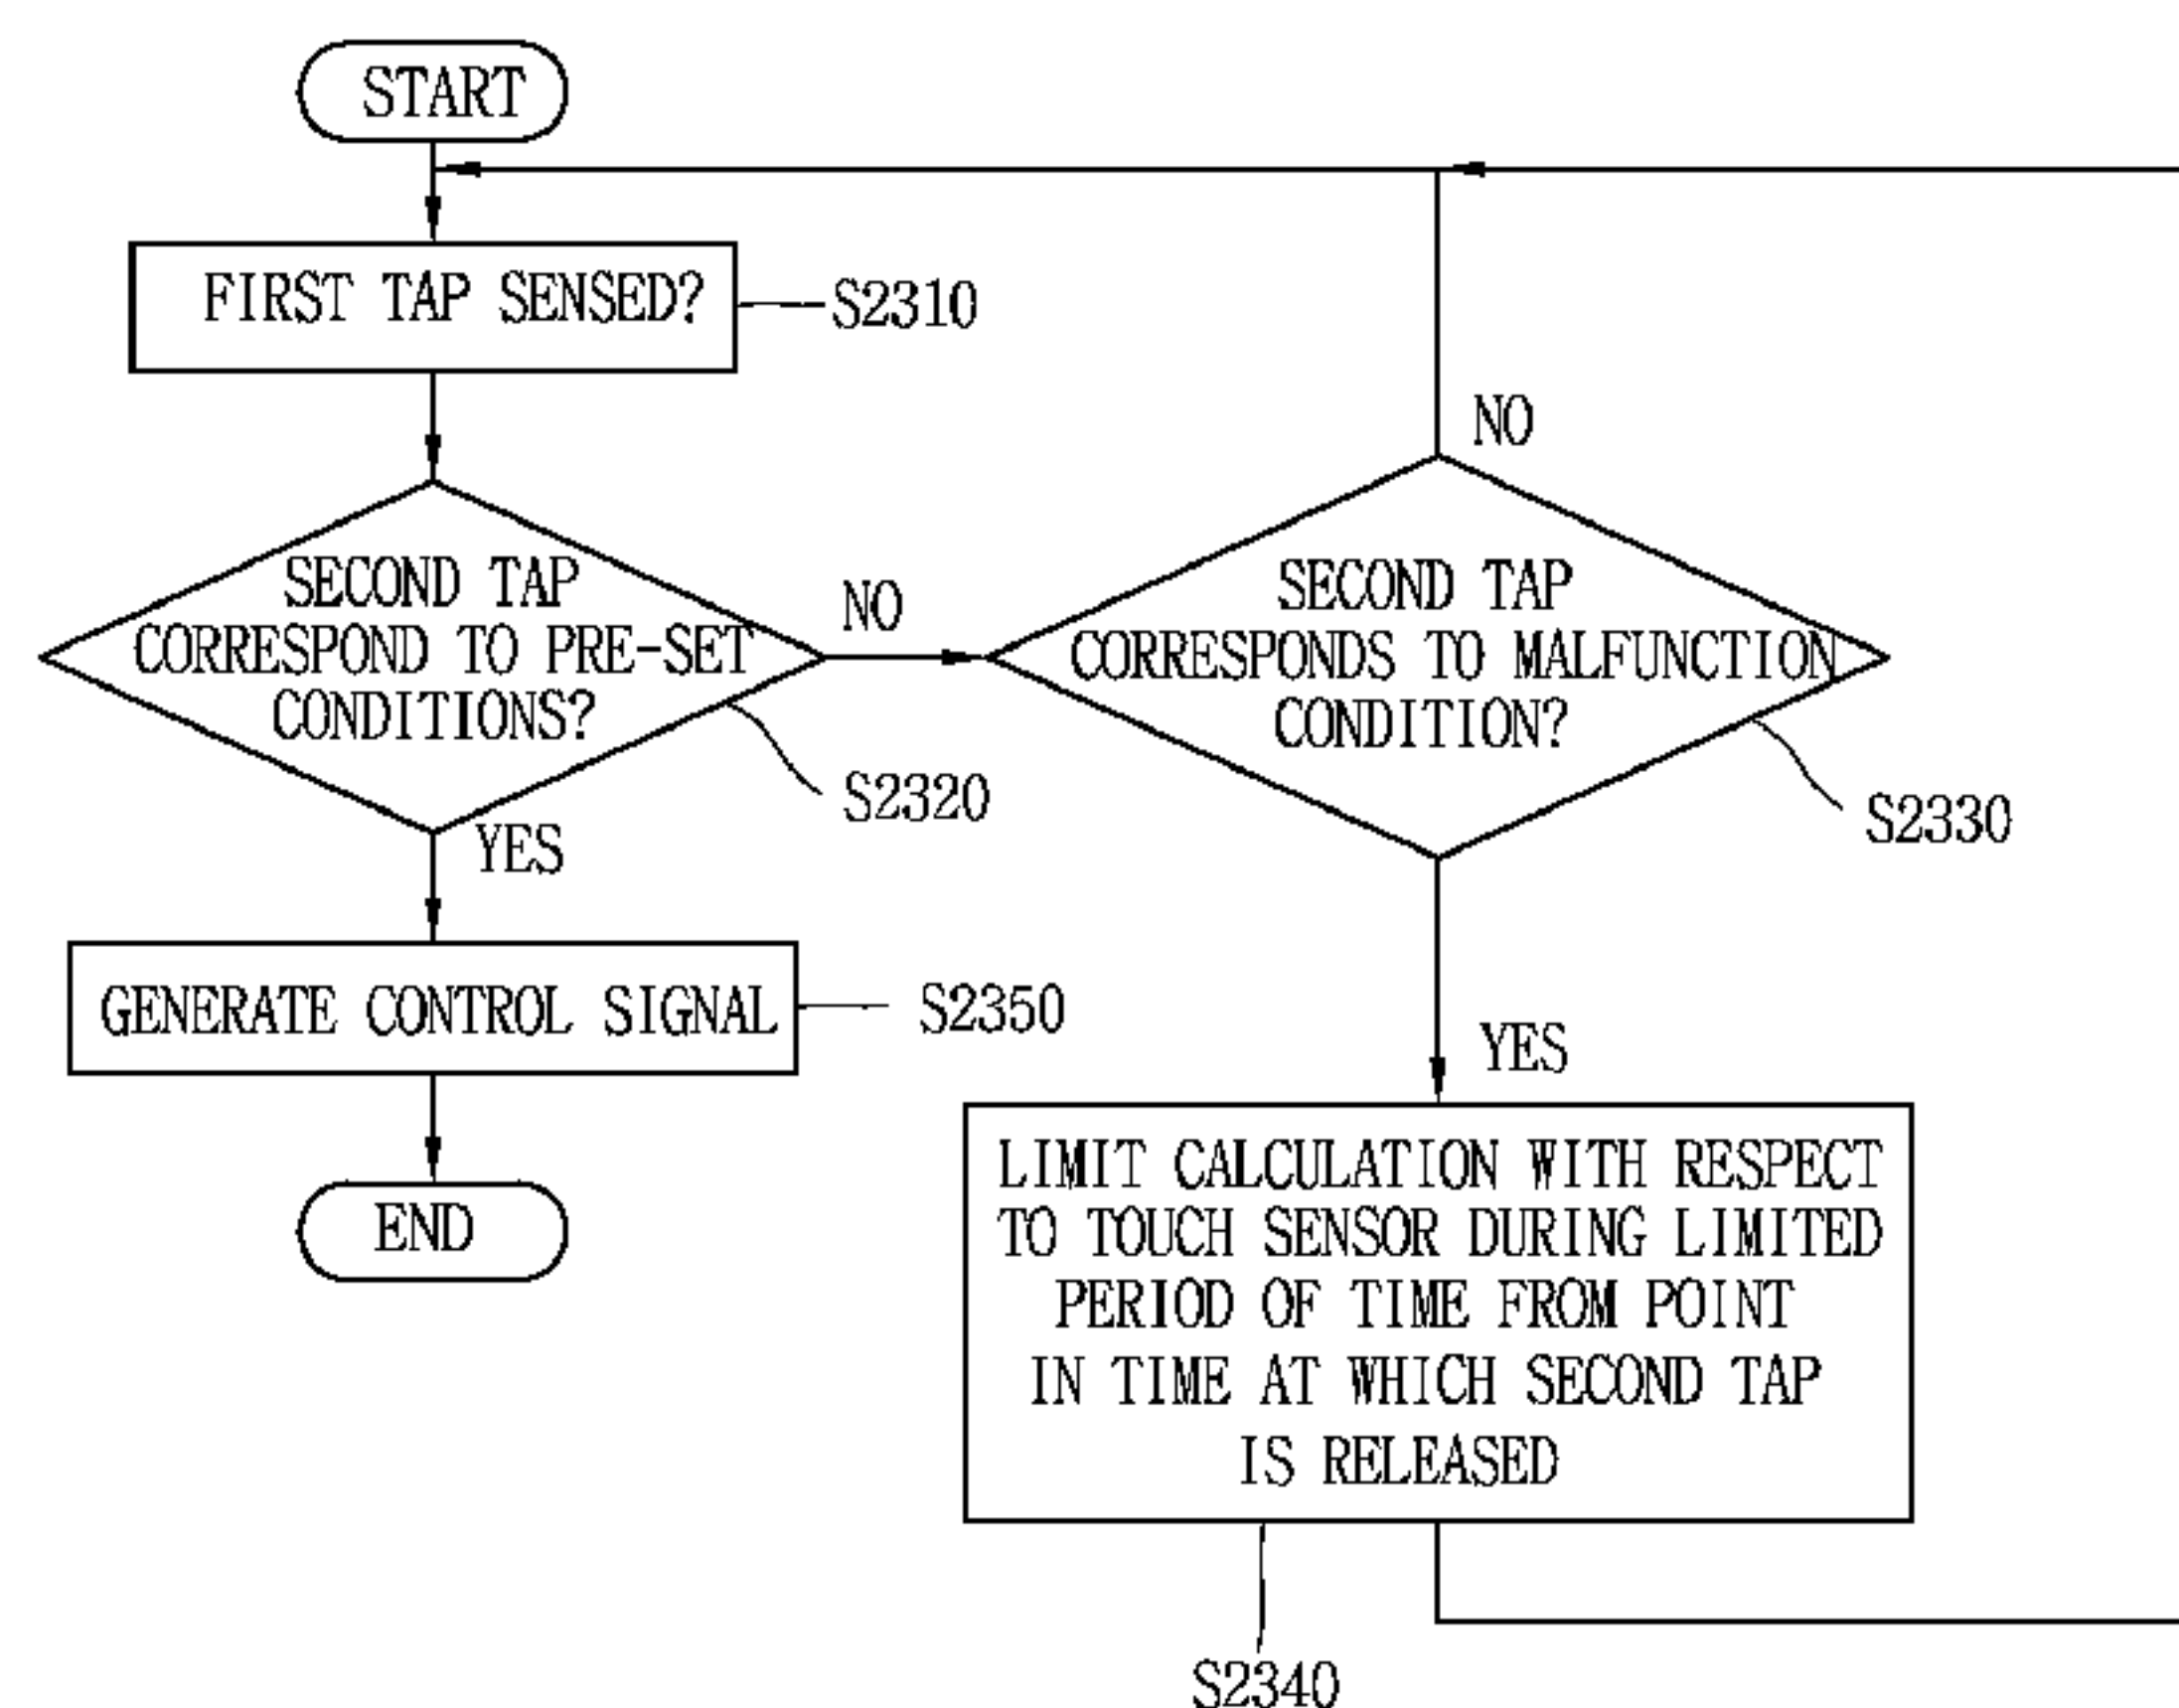 START
FIRST TAP SENSED?
S2310
SECOND TAP
CORRESPOND TO PRE-SET
CONDITIONS?
S2320
NO
YES
SECOND TAP
CORRESPONDS TO MALFUNCTION
CONDITION?
S2330
NO
YES
GENERATE CONTROL SIGNAL
S2350
END
LIMIT CALCULATION WITH RESPECT
TO TOUCH SENSOR DURING LIMITED
PERIOD OF TIME FROM POINT
IN TIME AT WHICH SECOND TAP
IS RELEASED
S2340